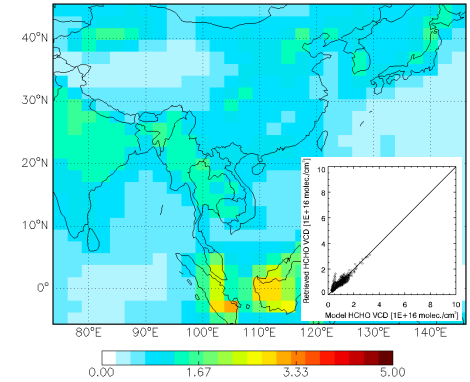 40°N
30°N
20°N
10°N
0°
80°E 90°E 100°E 110°E 120°E 130°E 140°E
Retrieved HCHO VCD [1E+16 molec./cm²]
10
8
6
4
2
0
0 2 4 6 8 10
Model HCHO VCD [1E+16 molec./cm²]
0.00 1.67 3.33 5.00